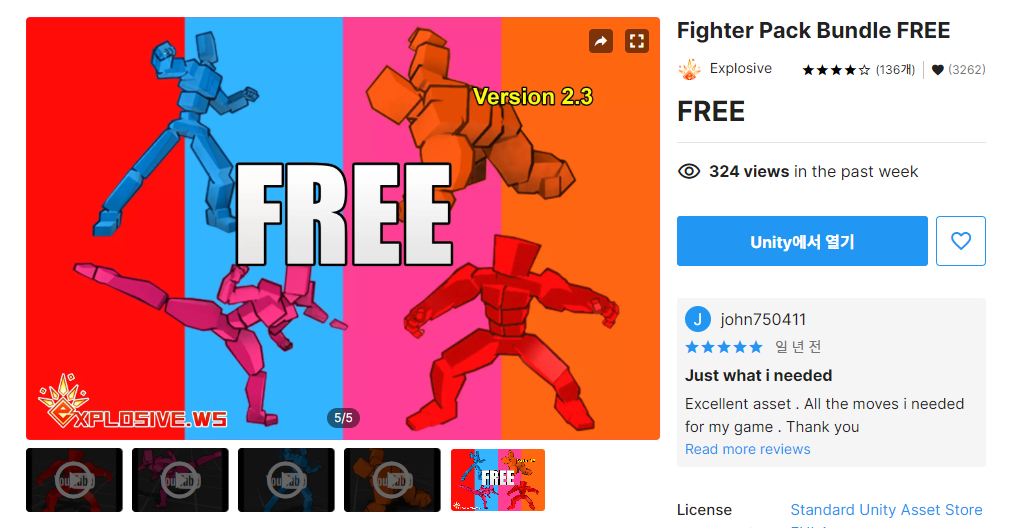 Version 2.3
FREE
EXPLOSIVE.WS
5/5
FREE
Fighter Pack Bundle FREE
Explosive
(136개)
(3262)
FREE
324 views in the past week
Unity에서 열기
J
john750411
일 년 전
Just what i needed
Excellent asset . All the moves i needed
for my game . Thank you
Read more reviews
License
Standard Unity Asset Store